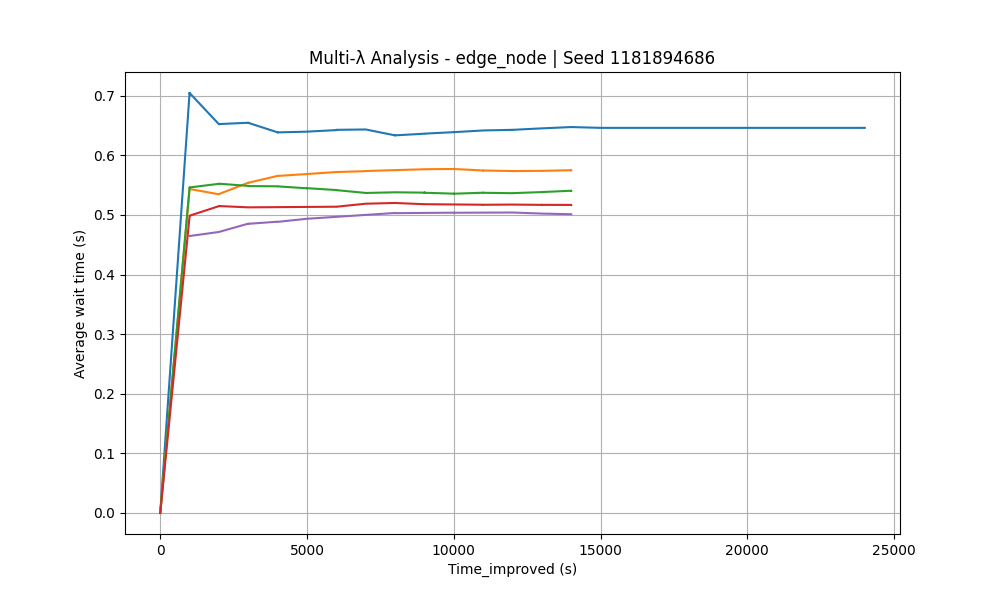 Multi-λ Analysis - edge_node | Seed 1181894686
0.7
0.6
0.5
0.4
0.3
0.2
0.1
0.0
Average wait time (s)
0 5000 10000 15000 20000 25000
Time_improved (s)